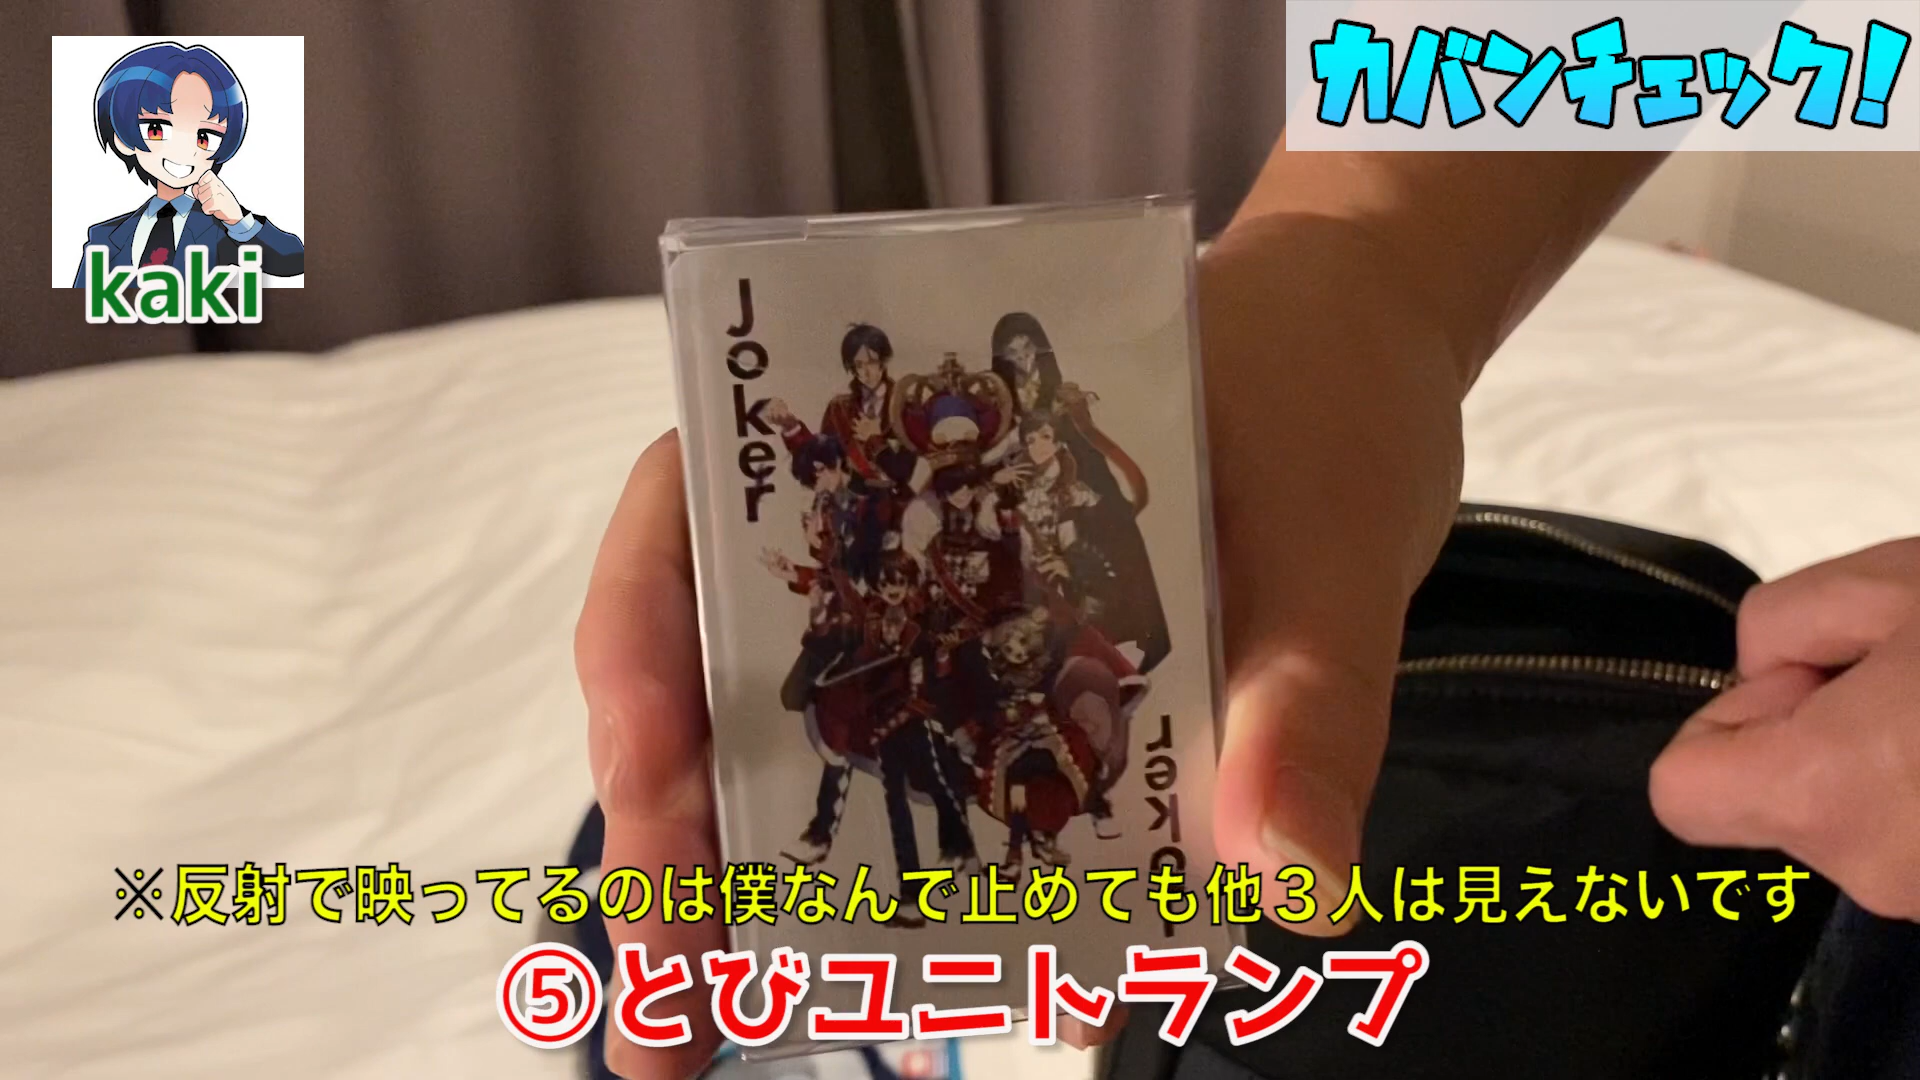 カバンチェック!
kaki
Joker
Joker
※反射で映ってるのは僕なんで止めても他３人は見えないです
⑤とびユニトランプ